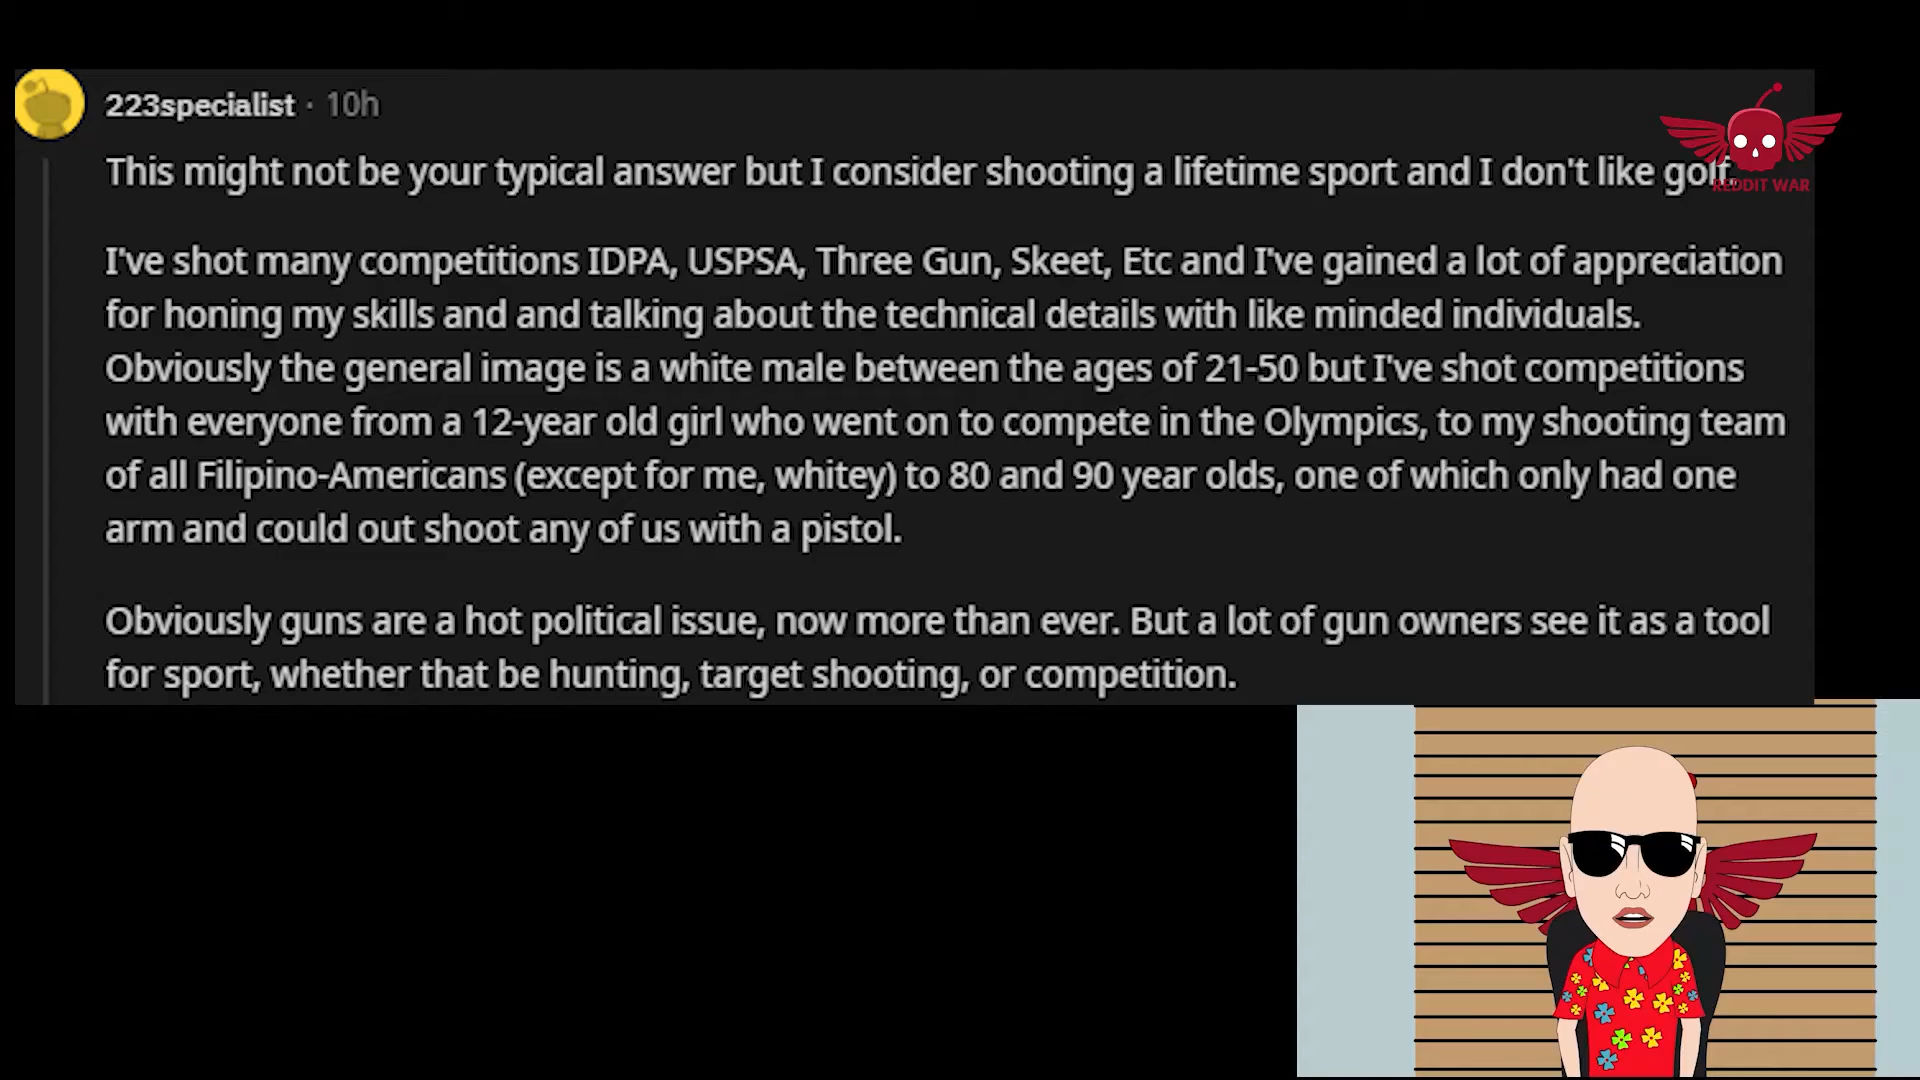 223specialist · 10h
This might not be your typical answer but I consider shooting a lifetime sport and I don't like golf.
REDDIT WAR
I've shot many competitions IDPA, USPSA, Three Gun, Skeet, Etc and I've gained a lot of appreciation
for honing my skills and and talking about the technical details with like minded individuals.
Obviously the general image is a white male between the ages of 21-50 but I've shot competitions
with everyone from a 12-year old girl who went on to compete in the Olympics, to my shooting team
of all Filipino-Americans (except for me, whitey) to 80 and 90 year olds, one of which only had one
arm and could out shoot any of us with a pistol.
Obviously guns are a hot political issue, now more than ever. But a lot of gun owners see it as a tool
for sport, whether that be hunting, target shooting, or competition.